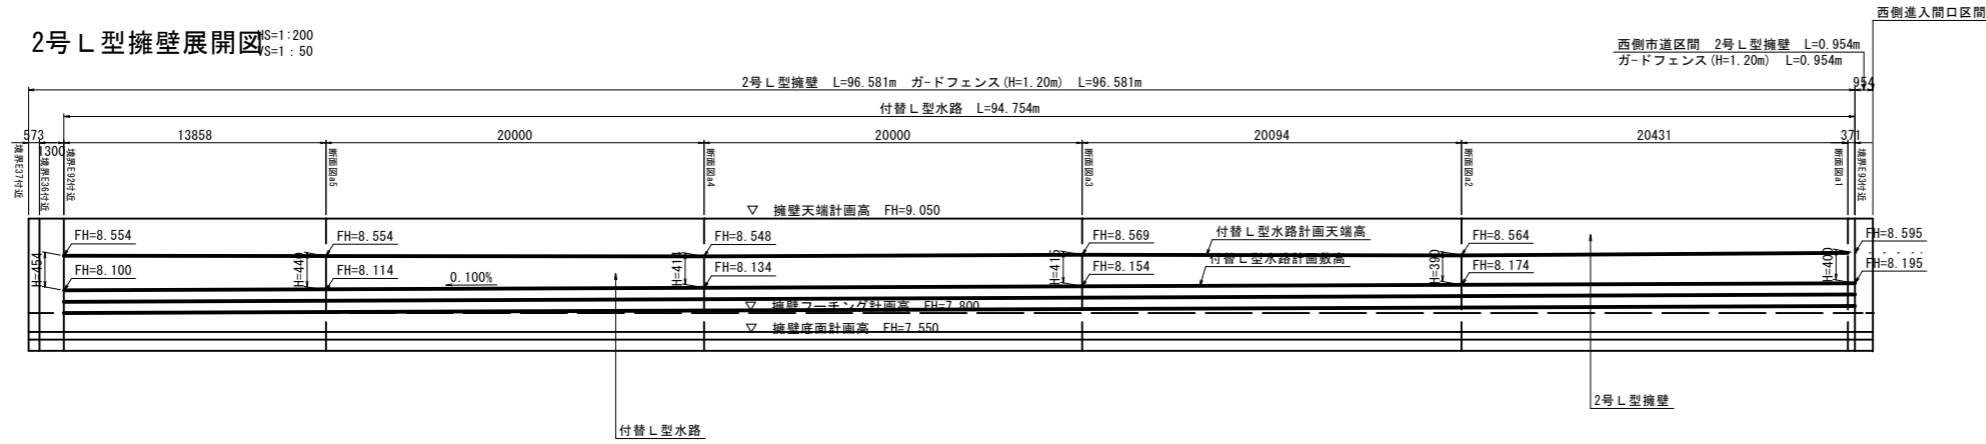 西側進入間口区間
2号Ｌ型擁壁展開図
HS=1:200
VS=1:50
西側市道区間 2号Ｌ型擁壁 L=0.954m
ガードフェンス(H=1.20m) L=0.954m
2号Ｌ型擁壁 L=96.581m ガードフェンス(H=1.20m) L=96.581m
954
付替Ｌ型水路 L=94.754m
573
1300
13858
20000
20000
20094
20431
371
境界E37付近
境界E36付近
境界E92付近
断面図a5
断面図a4
断面図a3
断面図a2
断面図a1
境界E93付近
▽ 擁壁天端計画高 FH=9.050
FH=8.554
FH=8.554
FH=8.548
FH=8.569
付替Ｌ型水路計画天端高
FH=8.564
FH=8.595
H=454
H=440
H=415
H=390
H=400
FH=8.100
FH=8.114
0.100%
FH=8.134
FH=8.154
付替Ｌ型水路計画敷高
FH=8.174
FH=8.195
▽ 擁壁フーチング計画高 FH=7.800
▽ 擁壁底面計画高 FH=7.550
2号Ｌ型擁壁
付替Ｌ型水路